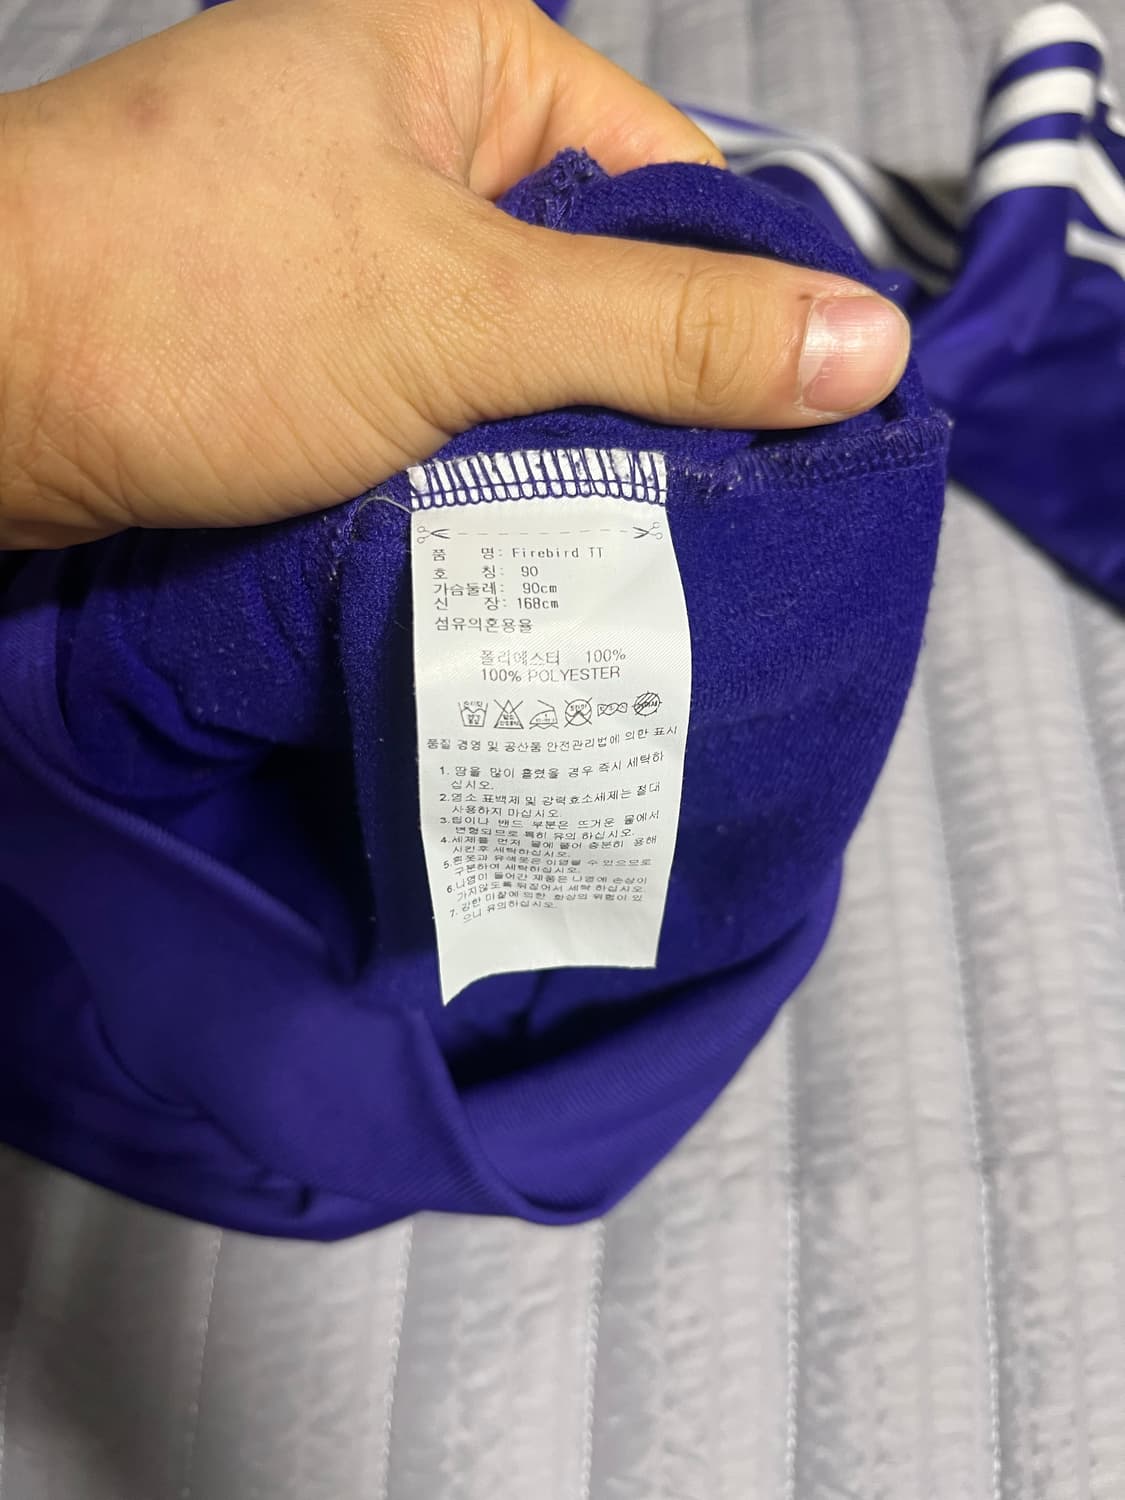 품 명: Firebird TT
호 칭: 90
가슴둘레: 90cm
신 장: 168cm
섬유의혼용율
폴리에스터 100%
100% POLYESTER
품질 경영 및 공산품 안전관리법에 의한 표시
1. 땀을 많이 흘렸을 경우 즉시 세탁하
십시오.
2.염소 표백제 및 강력효소세제는 절대
사용하지 마십시오.
3.립이나 밴드 부분은 뜨거운 물에서
변형되므로 특히 유의 하십시오.
4.세제를 먼저 물에 풀어 충분히 용해
시킨후 세탁하십시오.
5.흰옷과 유색옷은 이염될 수 있으므로
구분하여 세탁하십시오.
6.나염이 들어간 제품은 나염에 손상이
가지않도록 뒤집어서 세탁 하십시오.
7.강한 마찰에 의한 화상의 위험이 있
으니 유의하십시오.